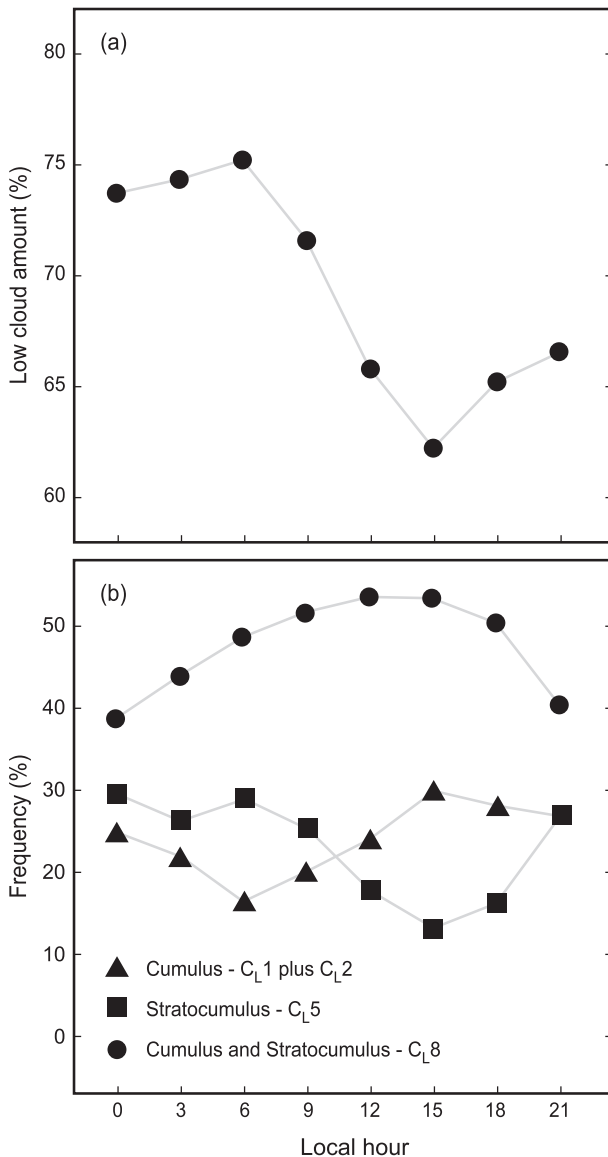 (a)
80
75
70
65
60
Low cloud amount (%)
(b)
50
40
30
20
10
0
Frequency (%)
Cumulus - CL1 plus CL2
Stratocumulus - CL5
Cumulus and Stratocumulus - CL8
0 3 6 9 12 15 18 21
Local hour